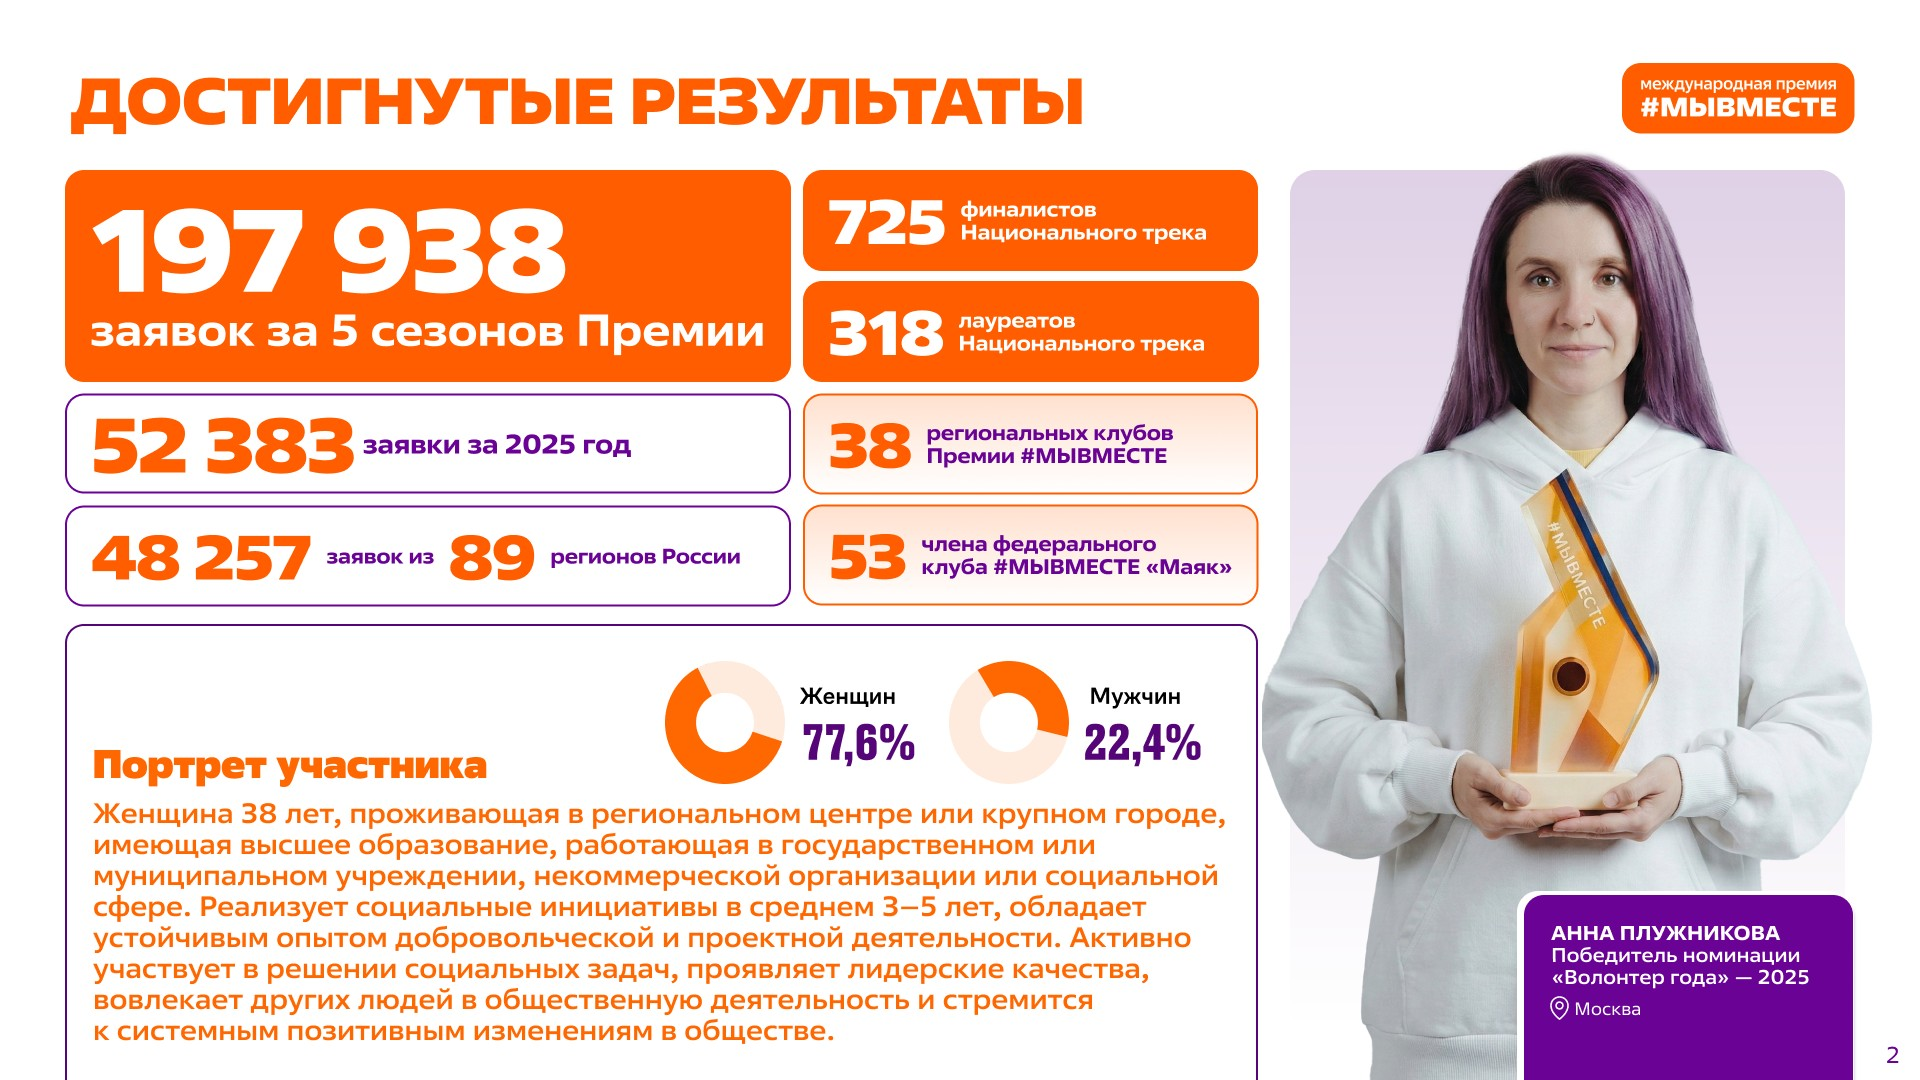 ДОСТИГНУТЫЕ РЕЗУЛЬТАТЫ
международная премия
#МЫВМЕСТЕ
197 938
заявок за 5 сезонов Премии
725 финалистов
Национального трека
318 лауреатов
Национального трека
52 383 заявки за 2025 год
38 региональных клубов
Премии #МЫВМЕСТЕ
48 257 заявок из 89 регионов России
53 члена федерального
клуба #МЫВМЕСТЕ «Маяк»
Женщин
77,6%
Мужчин
22,4%
Портрет участника
Женщина 38 лет, проживающая в региональном центре или крупном городе,
имеющая высшее образование, работающая в государственном или
муниципальном учреждении, некоммерческой организации или социальной
сфере. Реализует социальные инициативы в среднем 3–5 лет, обладает
устойчивым опытом добровольческой и проектной деятельности. Активно
участвует в решении социальных задач, проявляет лидерские качества,
вовлекает других людей в общественную деятельность и стремится
к системным позитивным изменениям в обществе.
#МЫВМЕСТЕ
АННА ПЛУЖНИКОВА
Победитель номинации
«Волонтер года» — 2025
Москва
2